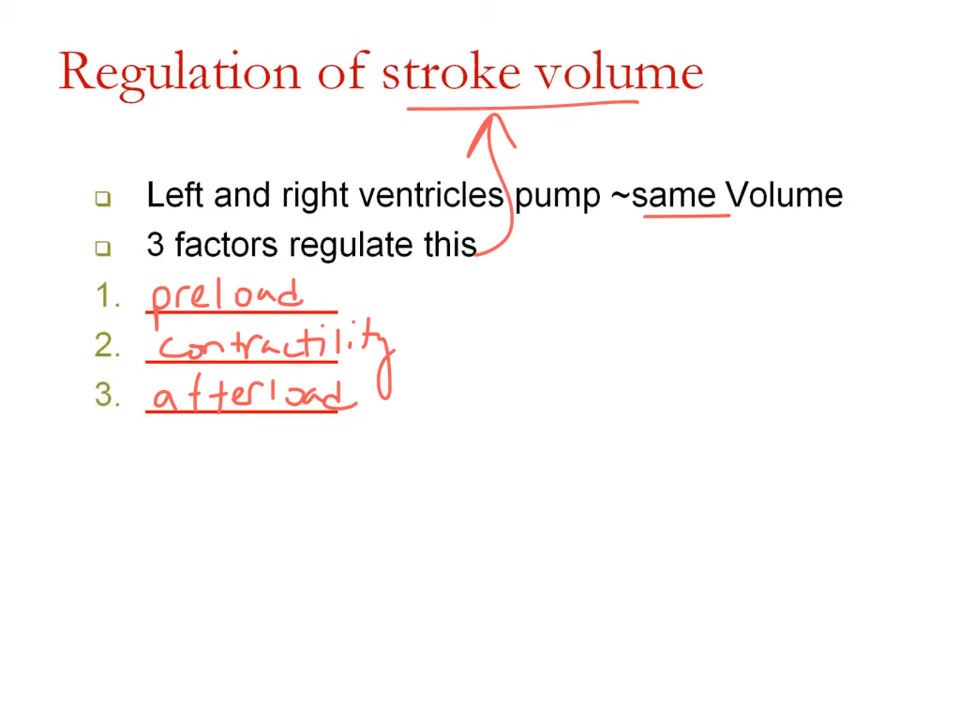 Regulation of stroke volume
Left and right ventricles pump ~same Volume
3 factors regulate this
1. preload
2. contractility
3. afterload